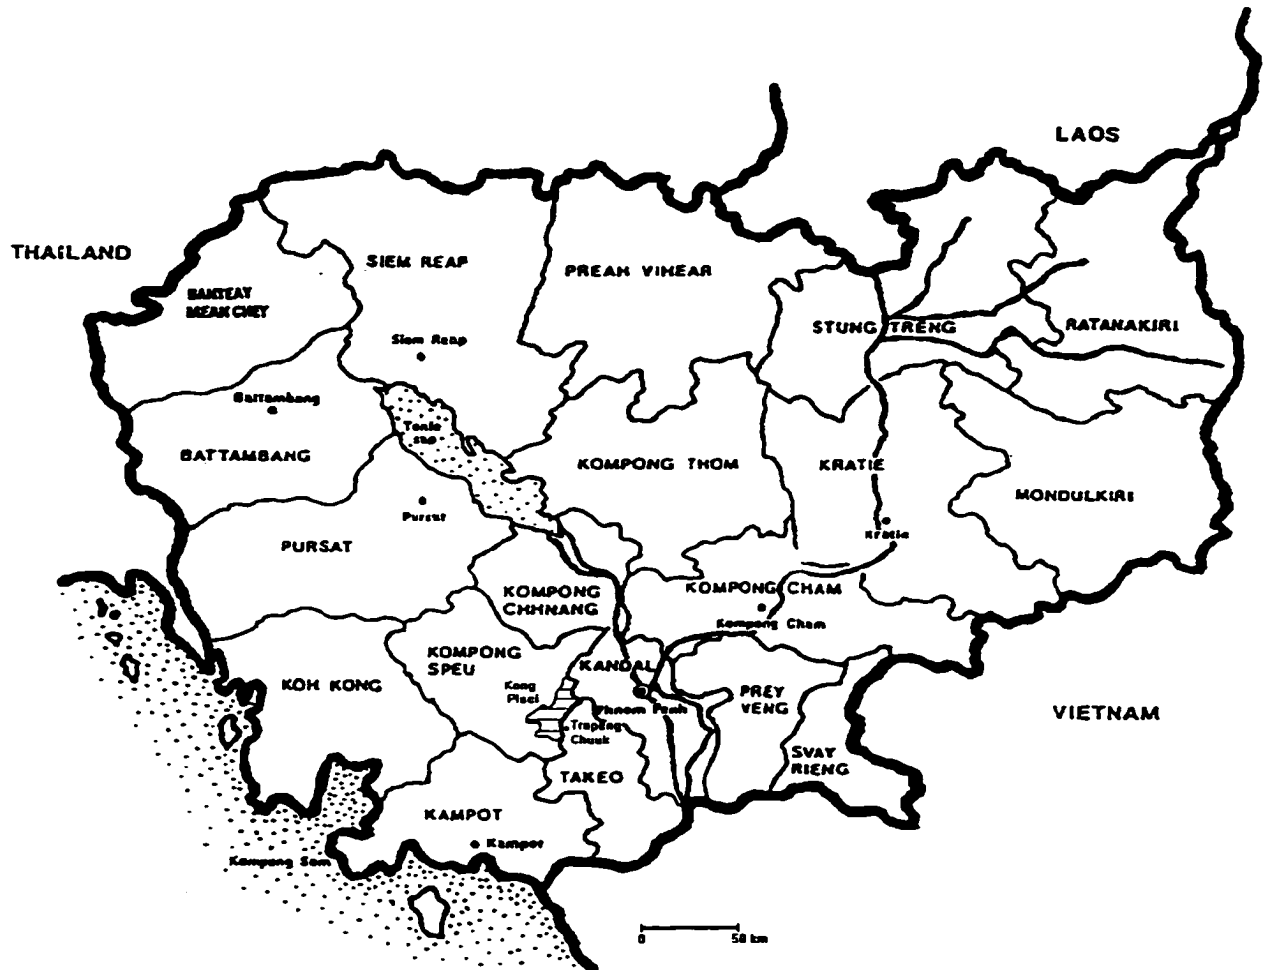 LAOS
THAILAND
SIEM REAP
PREAH VIHEAR
BANTEAY
MEAN CHEY
STUNG TRENG
RATANAKIRI
Siem Reap
Battambang
Tonle
sap
BATTAMBANG
KOMPONG THOM
KRATIE
MONDULKIRI
Pursat
Kratie
PURSAT
KOMPONG
CHHNANG
KOMPONG CHAM
Kompong Cham
KOMPONG
SPEU
KANDAL
KOH KONG
Kong
Pisei
PREY
VENG
Phnom Penh
VIETNAM
Trapeng
Chuuk
SVAY
RIENG
TAKEO
KAMPOT
Kampot
Kompong Som
0 50 km